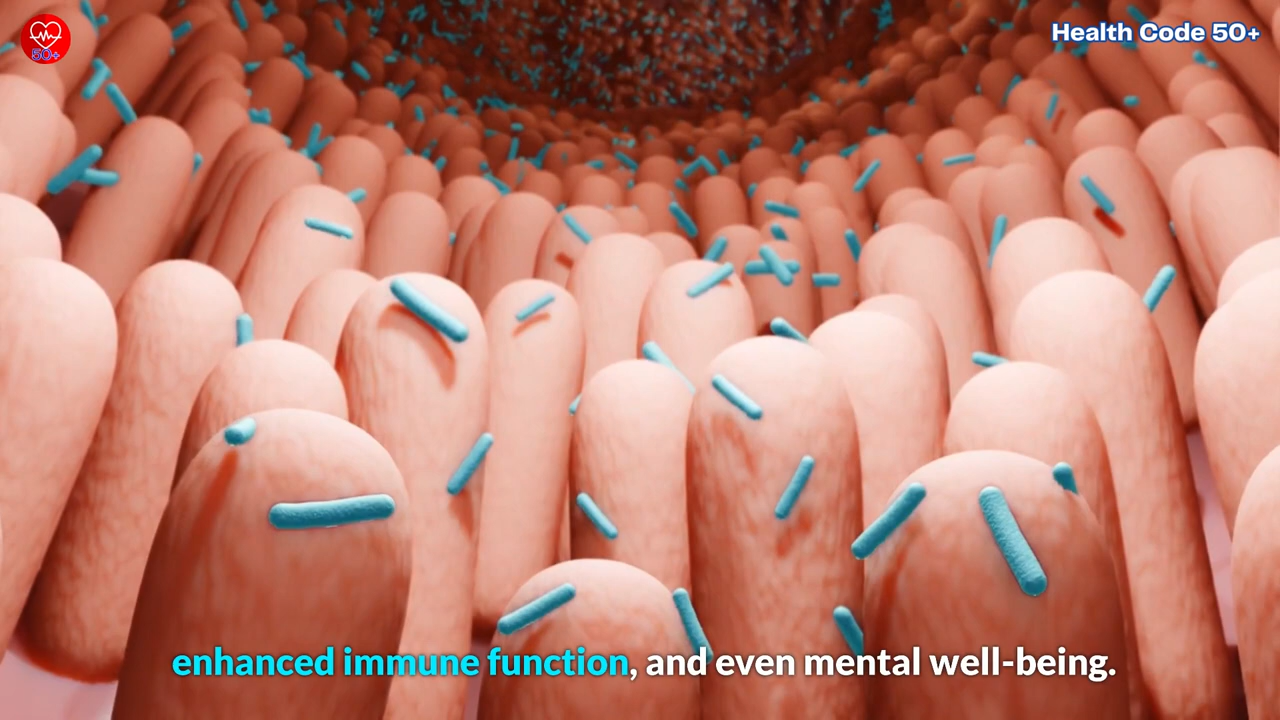 50+
Health Code 50+
enhanced immune function, and even mental well-being.